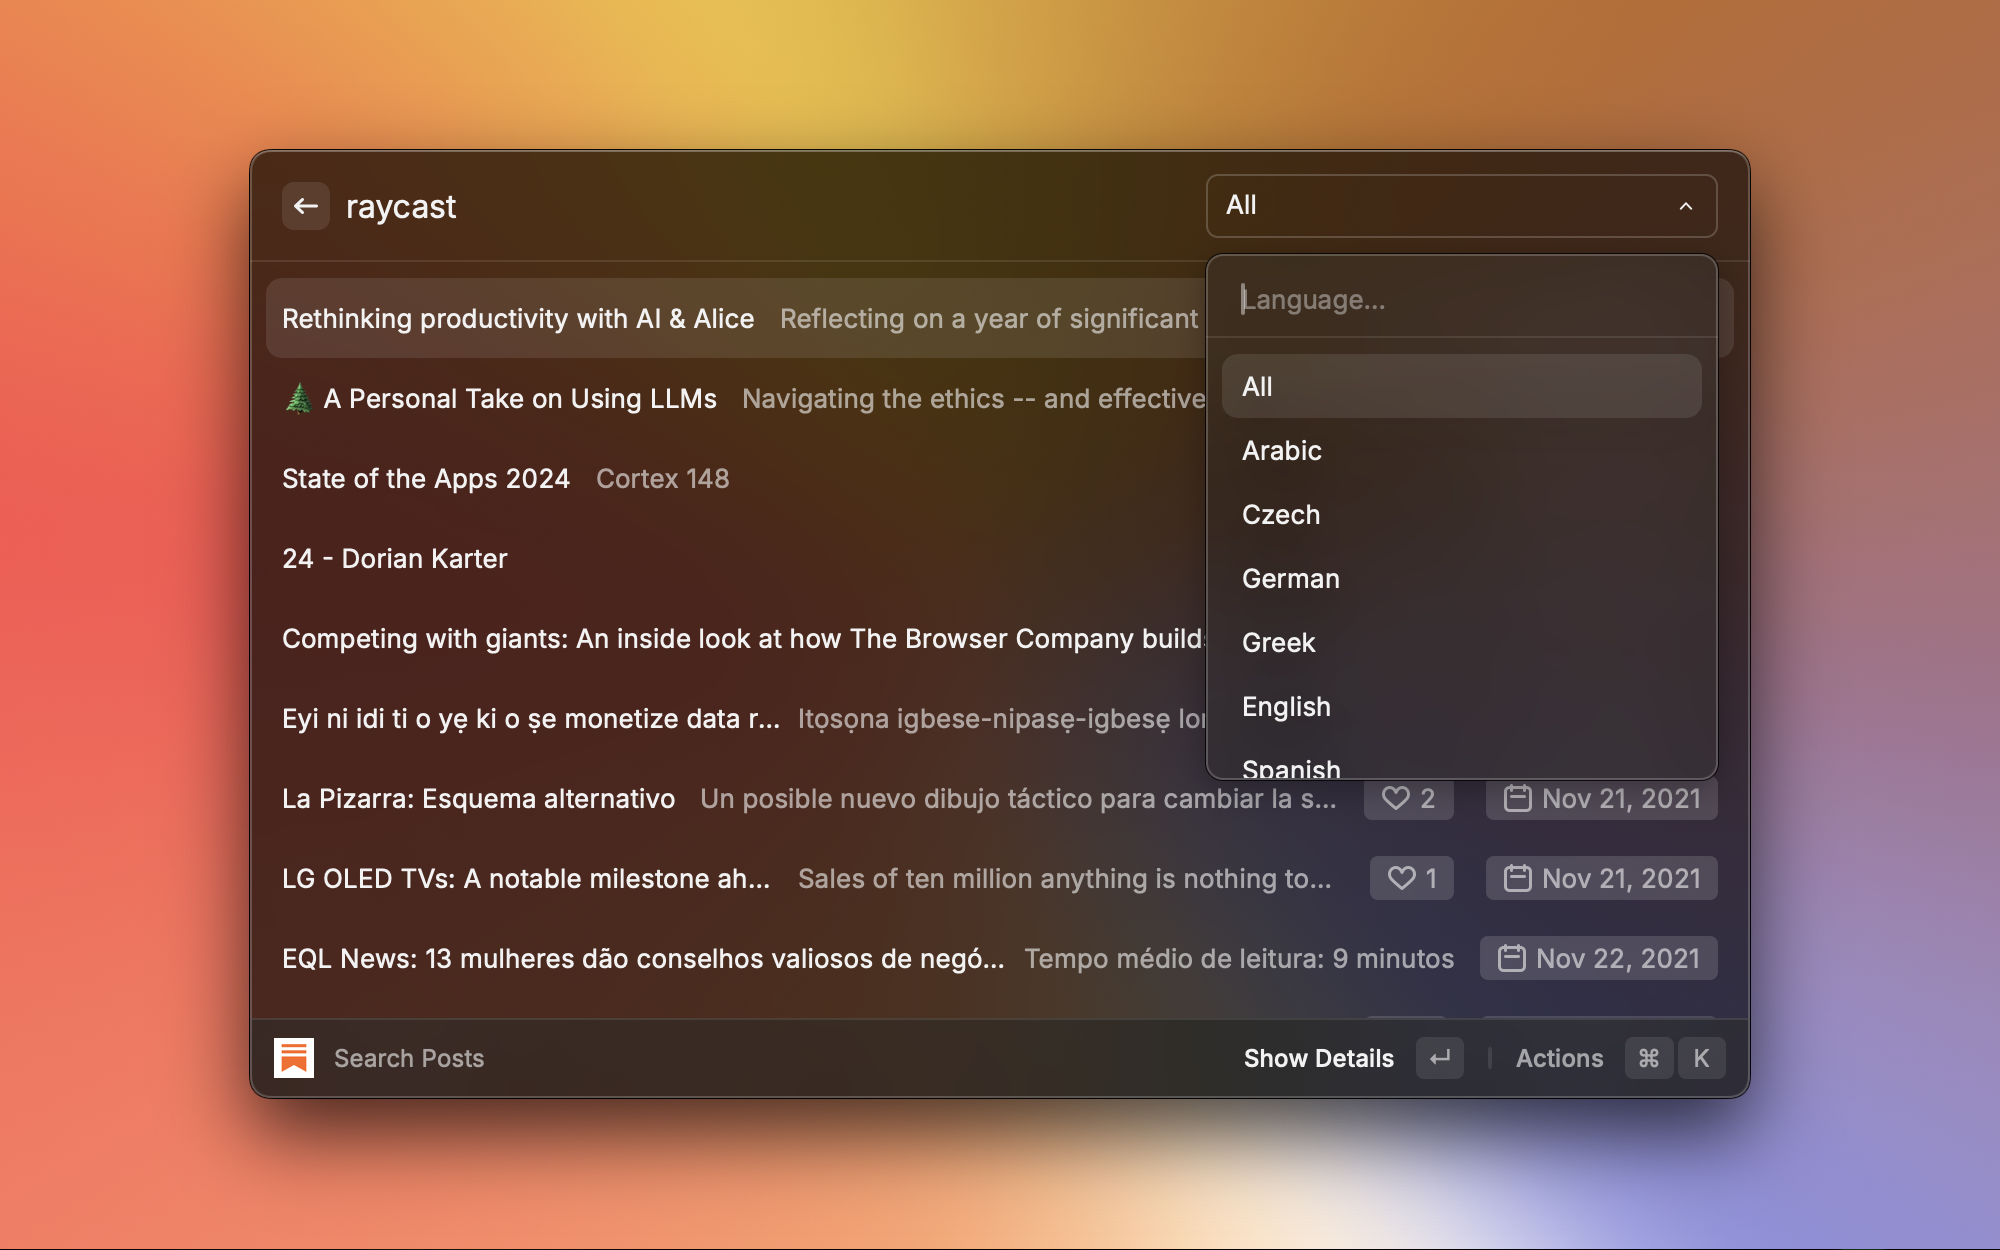 raycast
All
Language...
All
Arabic
Czech
German
Greek
English
Spanish
Rethinking productivity with AI & Alice Reflecting on a year of significant
A Personal Take on Using LLMs Navigating the ethics -- and effective
State of the Apps 2024 Cortex 148
24 - Dorian Karter
Competing with giants: An inside look at how The Browser Company builds
Eyi ni idi ti o yẹ ki o ṣe monetize data r... Itọsọna igbese-nipasẹ-igbesẹ lor
La Pizarra: Esquema alternativo Un posible nuevo dibujo táctico para cambiar la s... 2 Nov 21, 2021
LG OLED TVs: A notable milestone ah... Sales of ten million anything is nothing to... 1 Nov 21, 2021
EQL News: 13 mulheres dão conselhos valiosos de negó... Tempo médio de leitura: 9 minutos Nov 22, 2021
Search Posts Show Details ↵ Actions ⌘ K